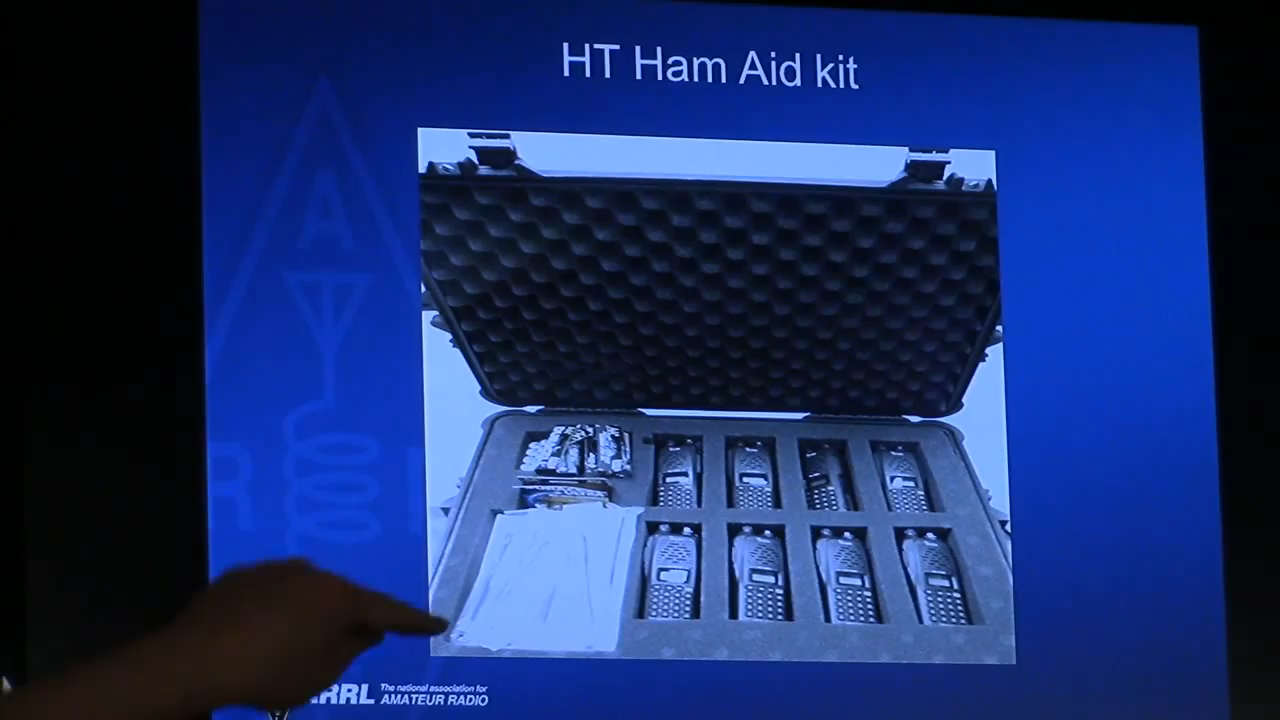 HT Ham Aid kit
A
R
ARRL The national association for
AMATEUR RADIO